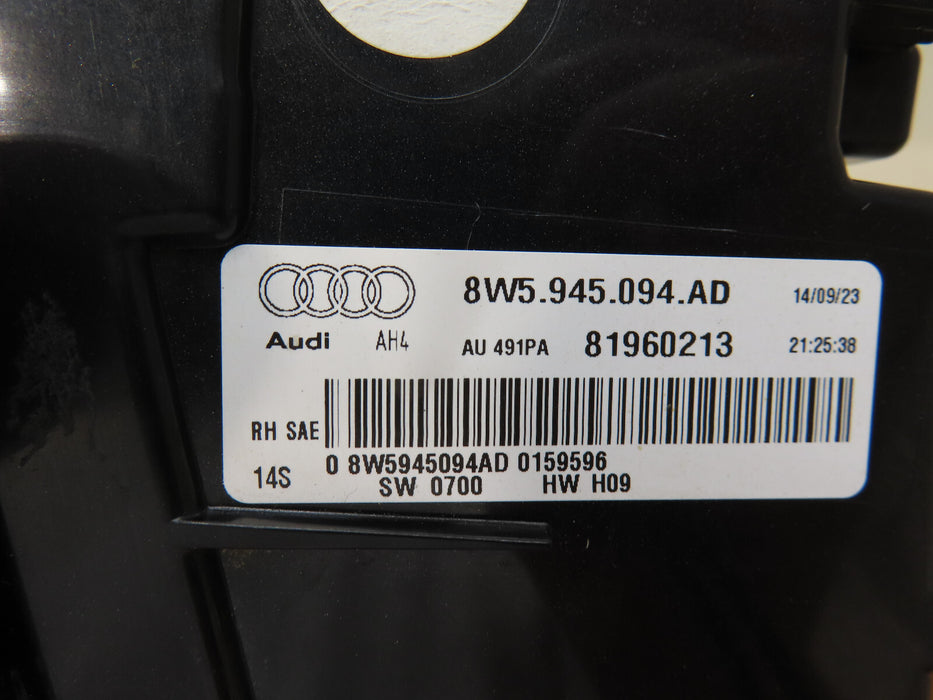 8W5.945.094.AD 14/09/23
Audi AH4 AU 491PA 81960213 21:25:38
RH SAE
0 8W5945094AD 0159596
14S SW 0700 HW H09